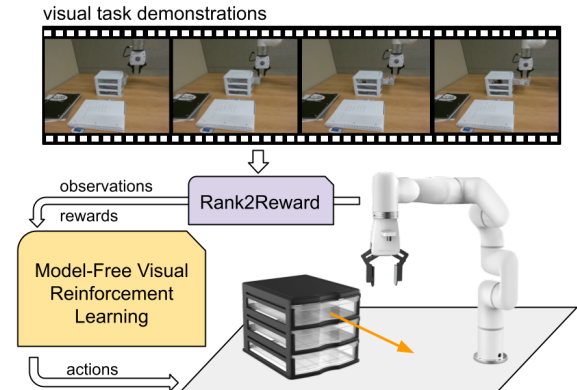 visual task demonstrations
observations
rewards
Rank2Reward
Model-Free Visual
Reinforcement
Learning
actions